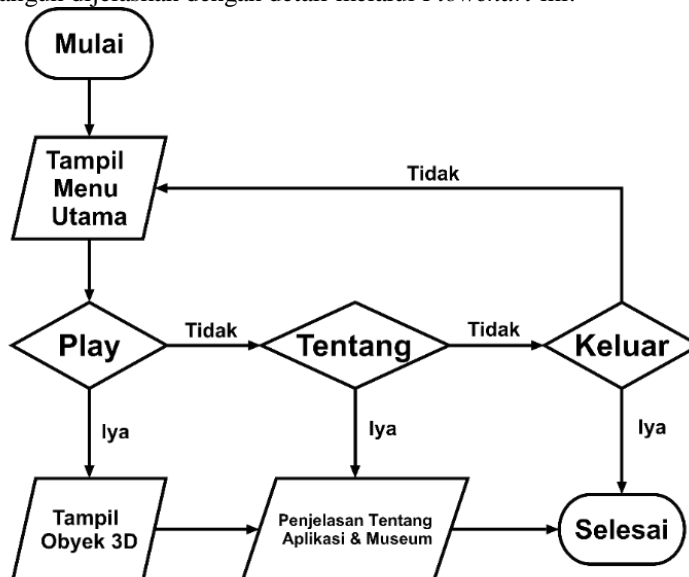 dijelaskan dengan detail melalui Flowchart ini.
Mulai
Tampil
Menu
Utama
Tidak
Play
Tidak
Tentang
Tidak
Keluar
Iya
Iya
Iya
Tampil
Obyek 3D
Penjelasan Tentang
Aplikasi & Museum
Selesai